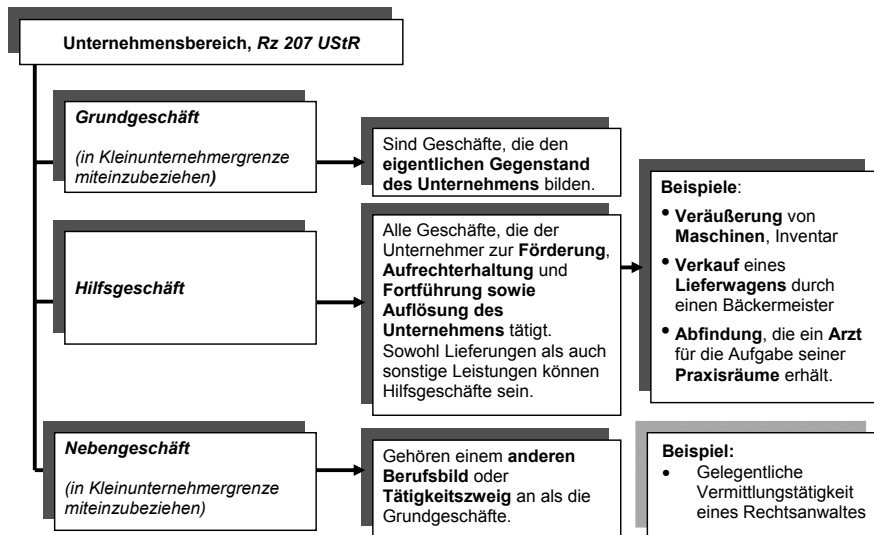 Unternehmensbereich, Rz 207 UStR
Grundgeschäft
(in Kleinunternehmergrenze
miteinzubeziehen)
Sind Geschäfte, die den
eigentlichen Gegenstand
des Unternehmens bilden.
Hilfsgeschäft
Alle Geschäfte, die der
Unternehmer zur Förderung,
Aufrechterhaltung und
Fortführung sowie
Auflösung des
Unternehmens tätigt.
Sowohl Lieferungen als auch
sonstige Leistungen können
Hilfsgeschäfte sein.
Beispiele:
• Veräußerung von
Maschinen, Inventar
• Verkauf eines
Lieferwagens durch
einen Bäckermeister
• Abfindung, die ein Arzt
für die Aufgabe seiner
Praxisräume erhält.
Nebengeschäft
(in Kleinunternehmergrenze
miteinzubeziehen)
Gehören einem anderen
Berufsbild oder
Tätigkeitszweig an als die
Grundgeschäfte.
Beispiel:
• Gelegentliche
Vermittlungstätigkeit
eines Rechtsanwaltes